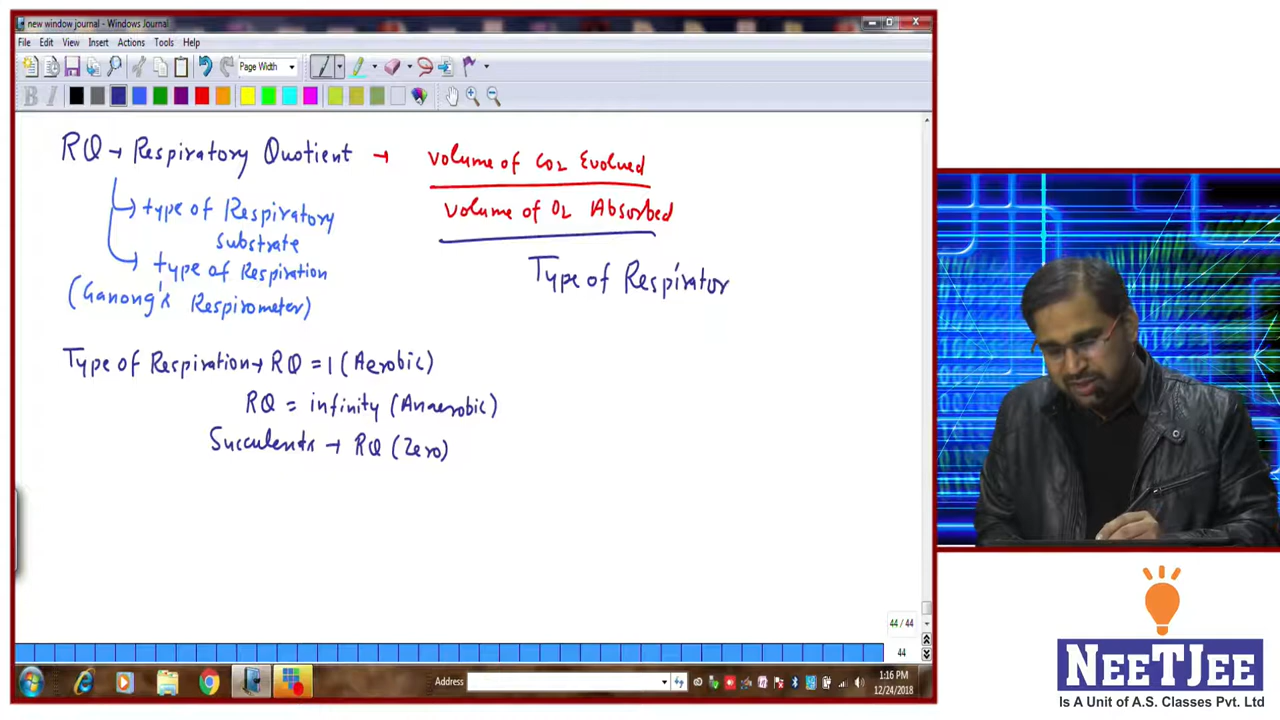 new window journal - Windows Journal
File Edit View Insert Actions Tools Help
Page Width
B I
RQ → Respiratory Quotient → Volume of CO2 Evolved
Volume of O2 Absorbed
→ type of Respiratory
substrate
→ type of Respiration
(Ganong's Respirometer)
Type of Respirator
Type of Respiration → RQ = 1 (Aerobic)
RQ = infinity (Anaerobic)
Succulents → RQ (Zero)
44 / 44
44
Address
1:16 PM
12/24/2018
NEETJEE
Is A Unit of A.S. Classes Pvt. Ltd